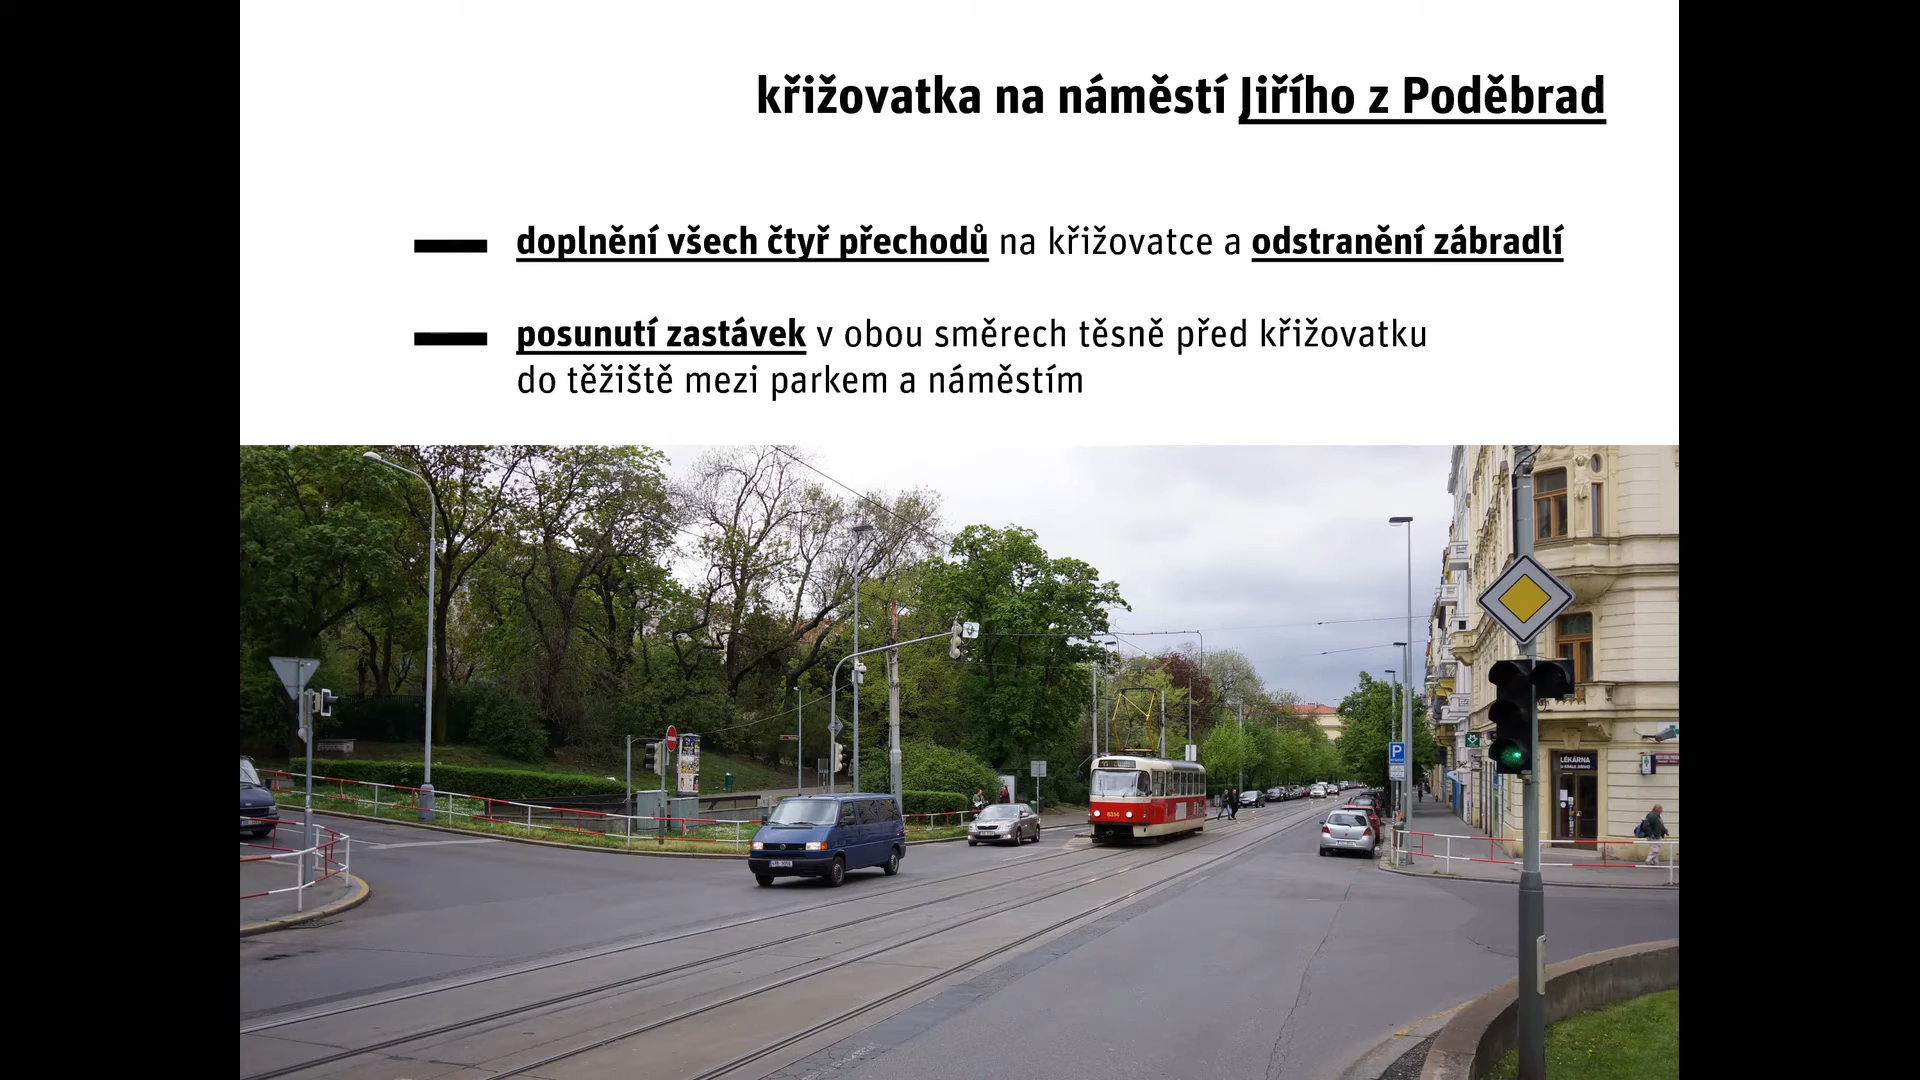 křižovatka na náměstí Jiřího z Poděbrad
doplnění všech čtyř přechodů na křižovatce a odstranění zábradlí
posunutí zastávek v obou směrech těsně před křižovatku
do těžiště mezi parkem a náměstím
P
LÉKÁRNA